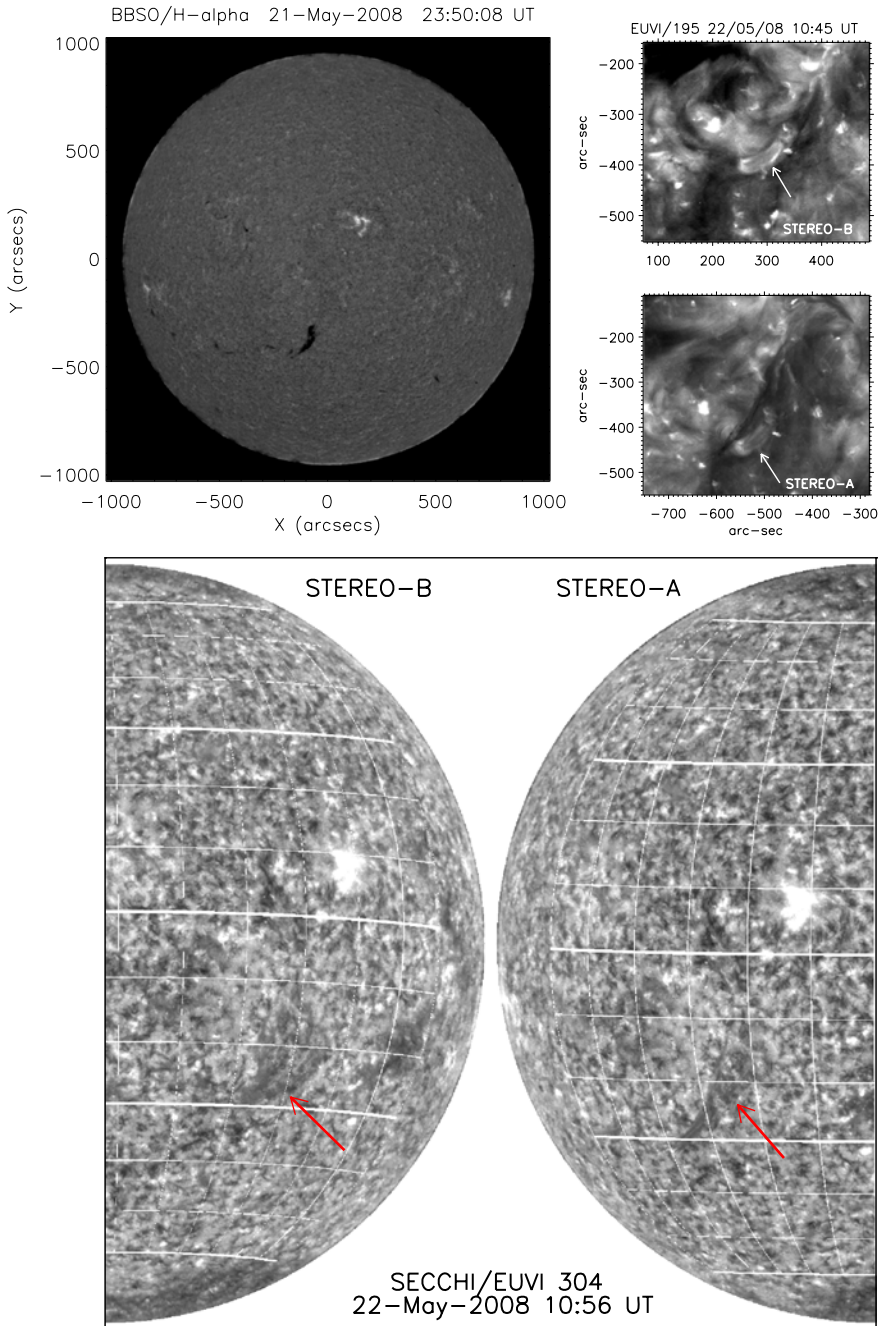 BBSO/H-alpha 21-May-2008 23:50:08 UT
1000
500
0
-500
-1000
Y (arcsecs)
-1000 -500 0 500 1000
X (arcsecs)
EUVI/195 22/05/08 10:45 UT
-200
-300
-400
-500
arc-sec
STEREO-B
100 200 300 400
-200
-300
-400
-500
arc-sec
STEREO-A
-700 -600 -500 -400 -300
arc-sec
STEREO-B STEREO-A
SECCHI/EUVI 304
22-May-2008 10:56 UT